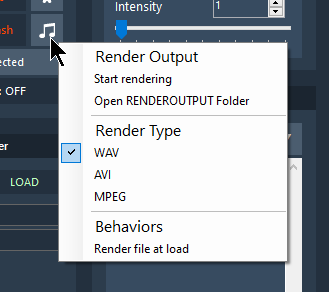 Intensity 1
ash
ected
: OFF
er
LOAD
Render Output
Start rendering
Open RENDEROUTPUT Folder
Render Type
WAV
AVI
MPEG
Behaviors
Render file at load